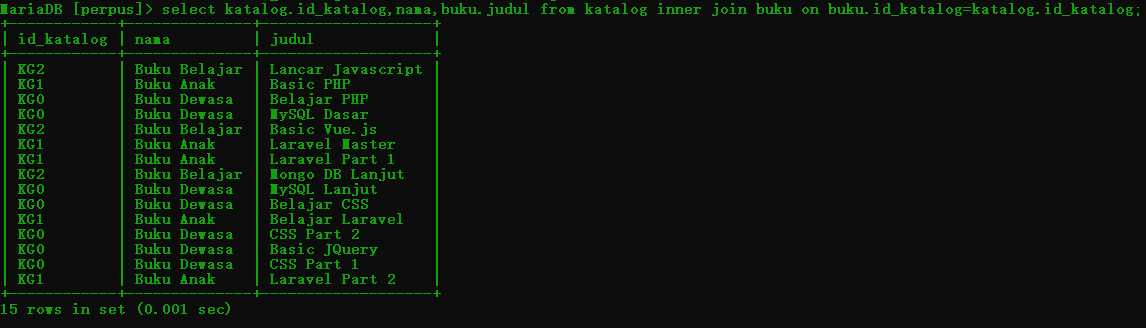 MariaDB [perpus]> select katalog.id_katalog,nama,buku.judul from katalog inner join buku on buku.id_katalog=katalog.id_katalog;
+------------+--------------+-------------------+
| id_katalog | nama         | judul             |
+------------+--------------+-------------------+
| KG2        | Buku Belajar | Lancar Javascript |
| KG1        | Buku Anak    | Basic PHP         |
| KG0        | Buku Dewasa  | Belajar PHP       |
| KG0        | Buku Dewasa  | MySQL Dasar       |
| KG2        | Buku Belajar | Basic Vue.js      |
| KG1        | Buku Anak    | Laravel Master    |
| KG1        | Buku Anak    | Laravel Part 1    |
| KG2        | Buku Belajar | Mongo DB Lanjut   |
| KG0        | Buku Dewasa  | MySQL Lanjut      |
| KG0        | Buku Dewasa  | Belajar CSS       |
| KG1        | Buku Anak    | Belajar Laravel   |
| KG0        | Buku Dewasa  | CSS Part 2        |
| KG0        | Buku Dewasa  | Basic JQuery      |
| KG0        | Buku Dewasa  | CSS Part 1        |
| KG1        | Buku Anak    | Laravel Part 2    |
+------------+--------------+-------------------+
15 rows in set (0.001 sec)